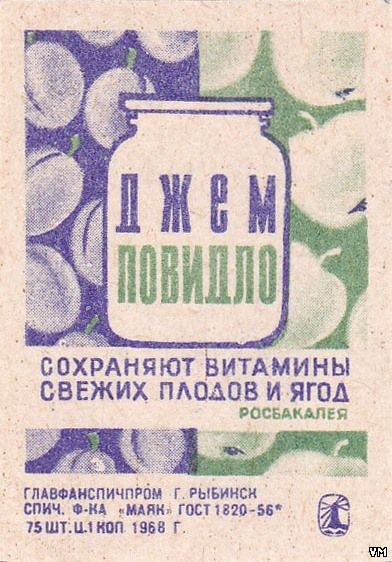 ДЖЕМ
ПОВИДЛО
СОХРАНЯЮТ ВИТАМИНЫ
СВЕЖИХ ПЛОДОВ И ЯГОД
РОСБАКАЛЕЯ
ГЛАВФАНСПИЧПРОМ Г. РЫБИНСК
СПИЧ. Ф-КА "МАЯК" ГОСТ 1820-56*
75 ШТ. Ц. 1 КОП 1968 Г.
VM